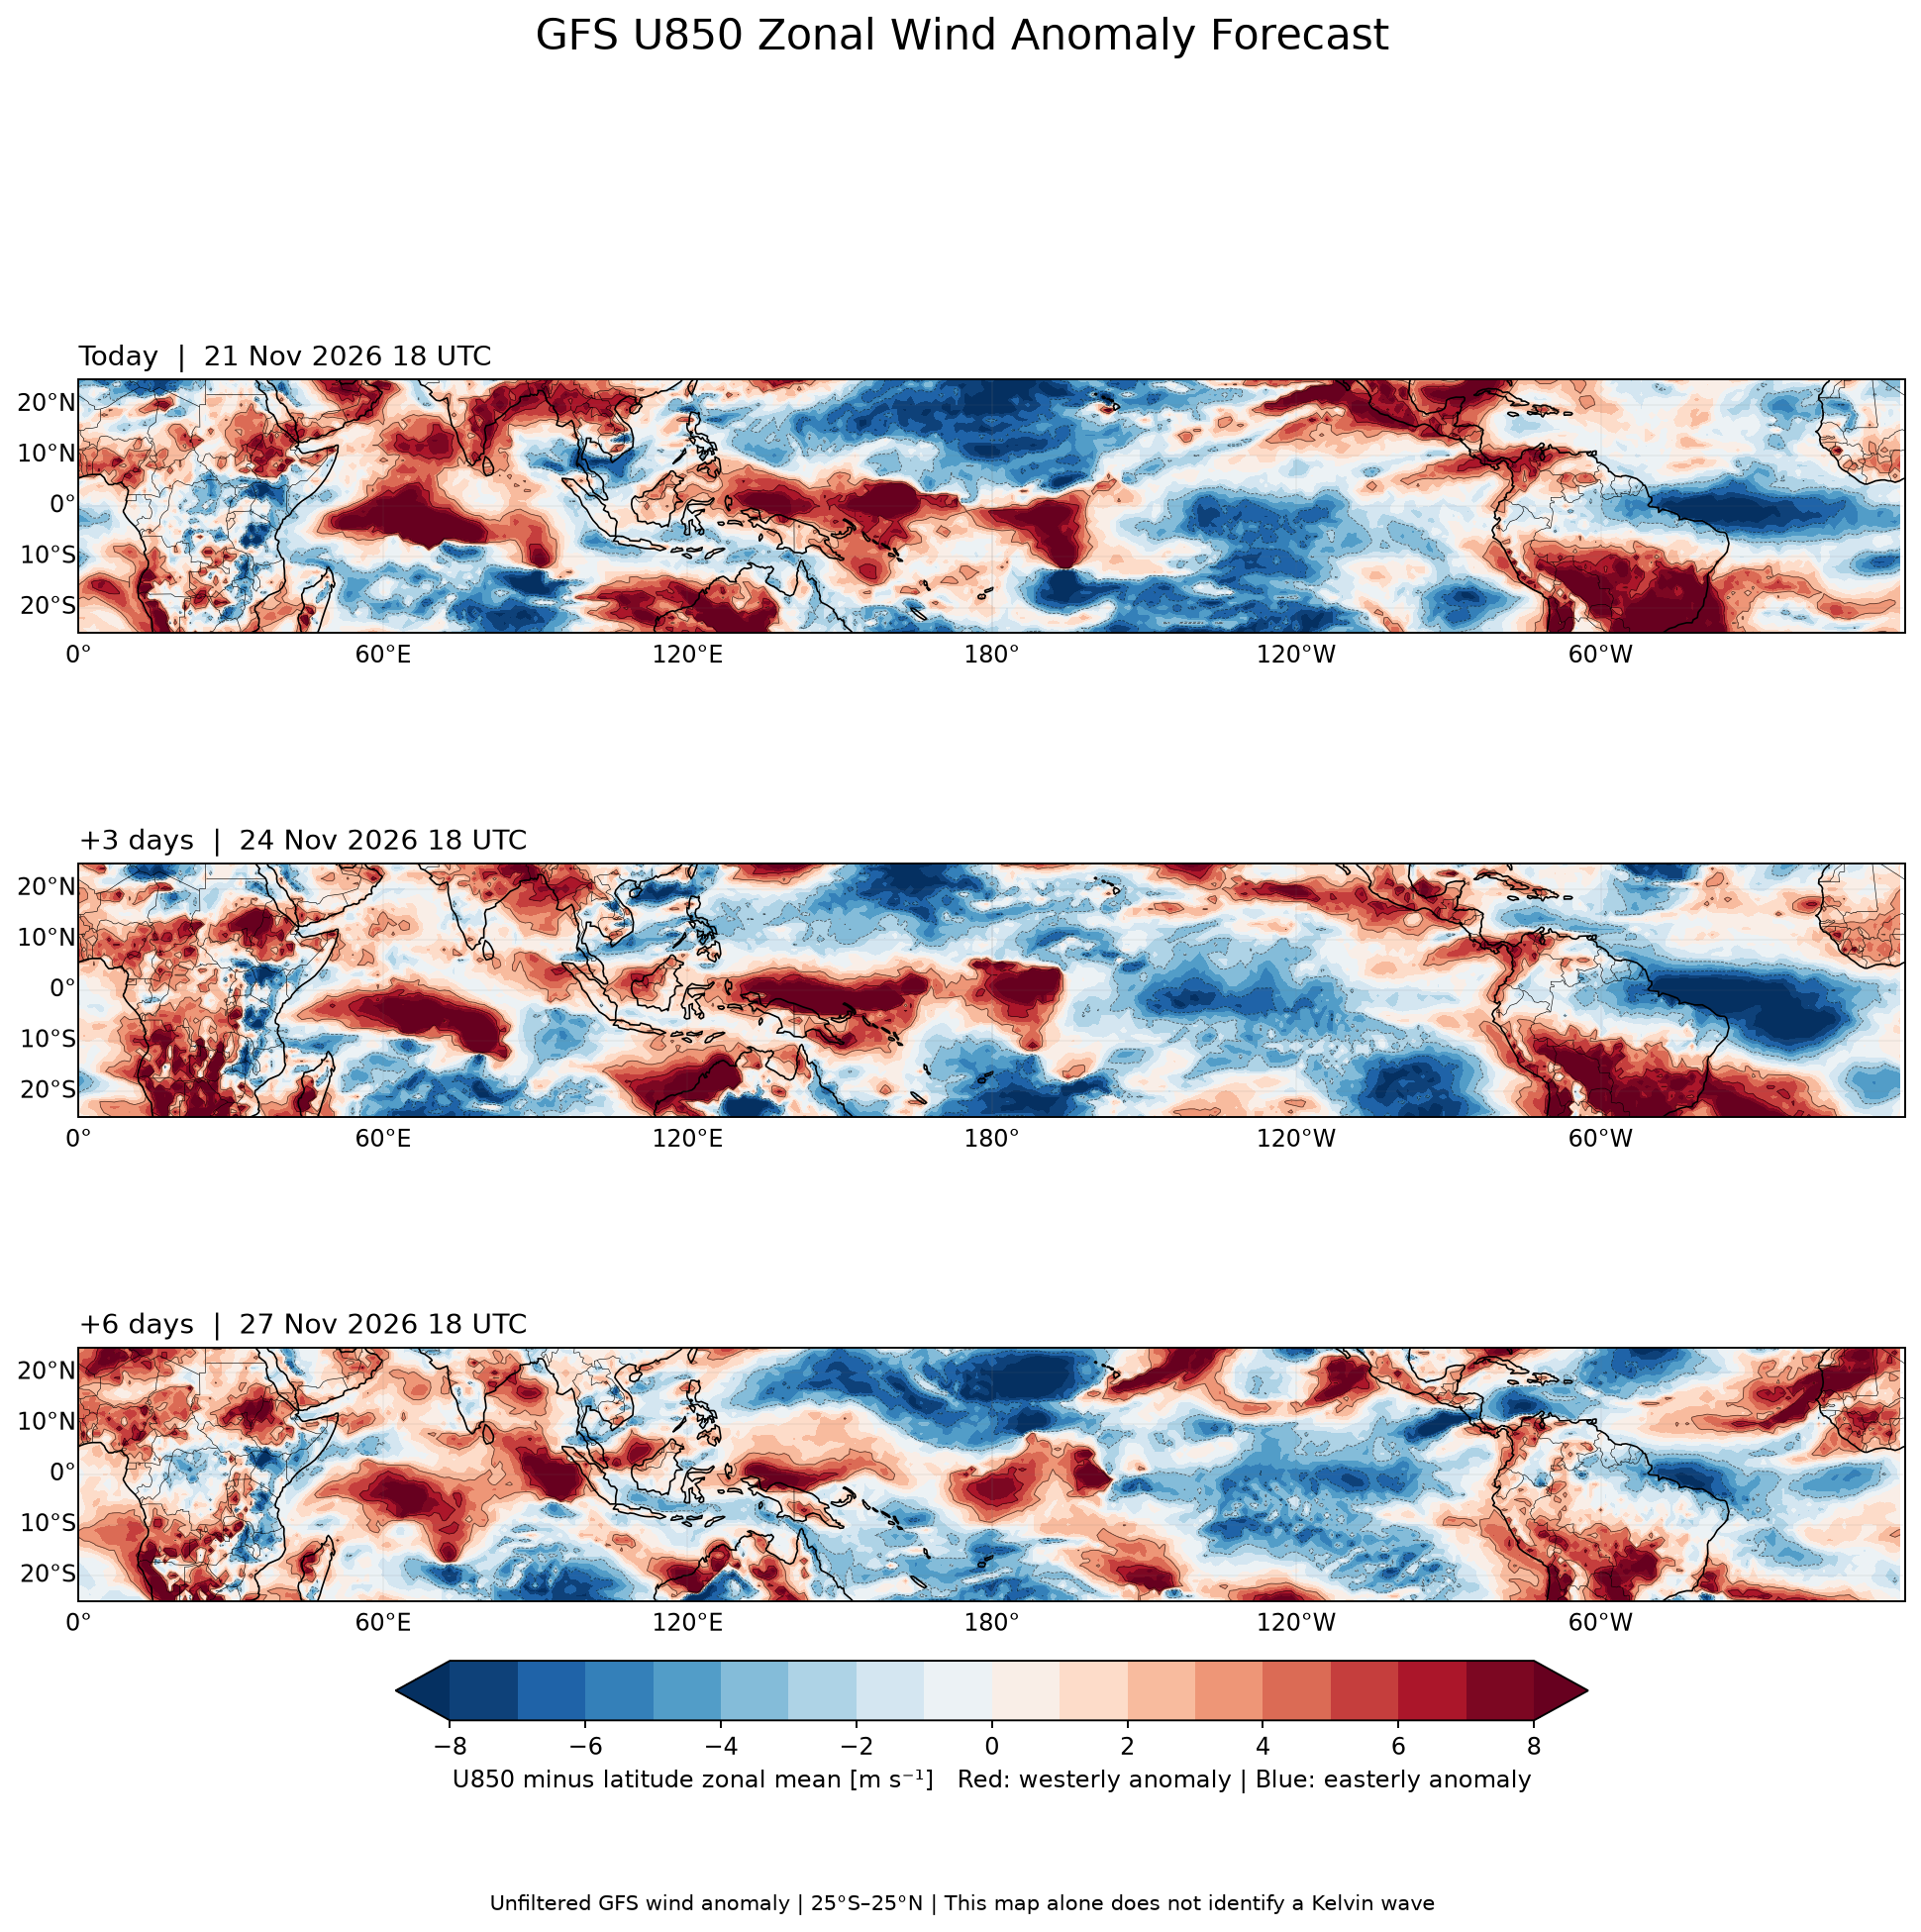 GFS U850 Zonal Wind Anomaly Forecast
Today | 21 Nov 2026 18 UTC
20°N
10°N
0°
10°S
20°S
0° 60°E 120°E 180° 120°W 60°W
+3 days | 24 Nov 2026 18 UTC
20°N
10°N
0°
10°S
20°S
0° 60°E 120°E 180° 120°W 60°W
+6 days | 27 Nov 2026 18 UTC
20°N
10°N
0°
10°S
20°S
0° 60°E 120°E 180° 120°W 60°W
−8 −6 −4 −2 0 2 4 6 8
U850 minus latitude zonal mean [m s⁻¹] Red: westerly anomaly | Blue: easterly anomaly
Unfiltered GFS wind anomaly | 25°S–25°N | This map alone does not identify a Kelvin wave